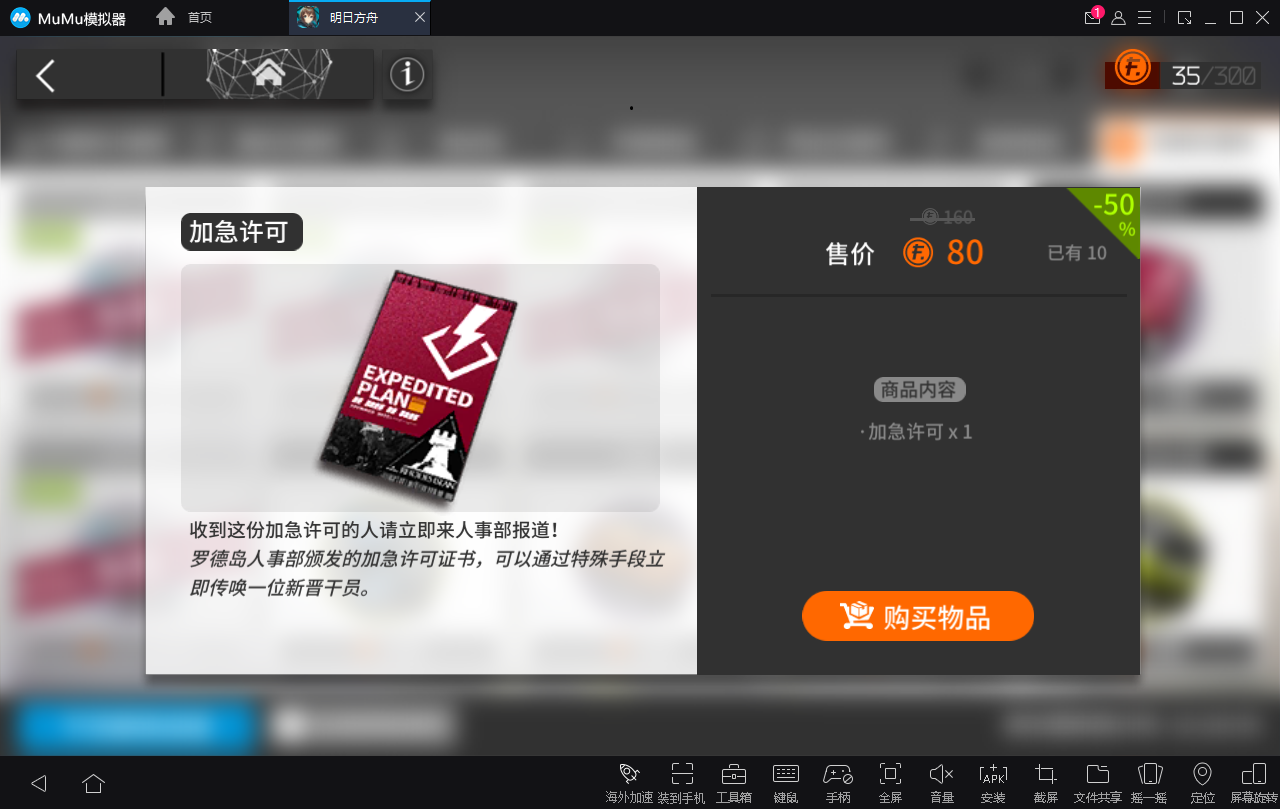 MuMu模拟器
首页
明日方舟
1
35/300
加急许可
EXPEDITED
PLAN
收到这份加急许可的人请立即来人事部报道！
罗德岛人事部颁发的加急许可证书，可以通过特殊手段立
即传唤一位新晋干员。
160
-50
%
售价 80
已有 10
商品内容
·加急许可 x 1
购买物品
海外加速 装到手机 工具箱 键鼠 手柄 全屏 音量 安装 截屏 文件共享 摇一摇 定位 屏幕旋转
APK